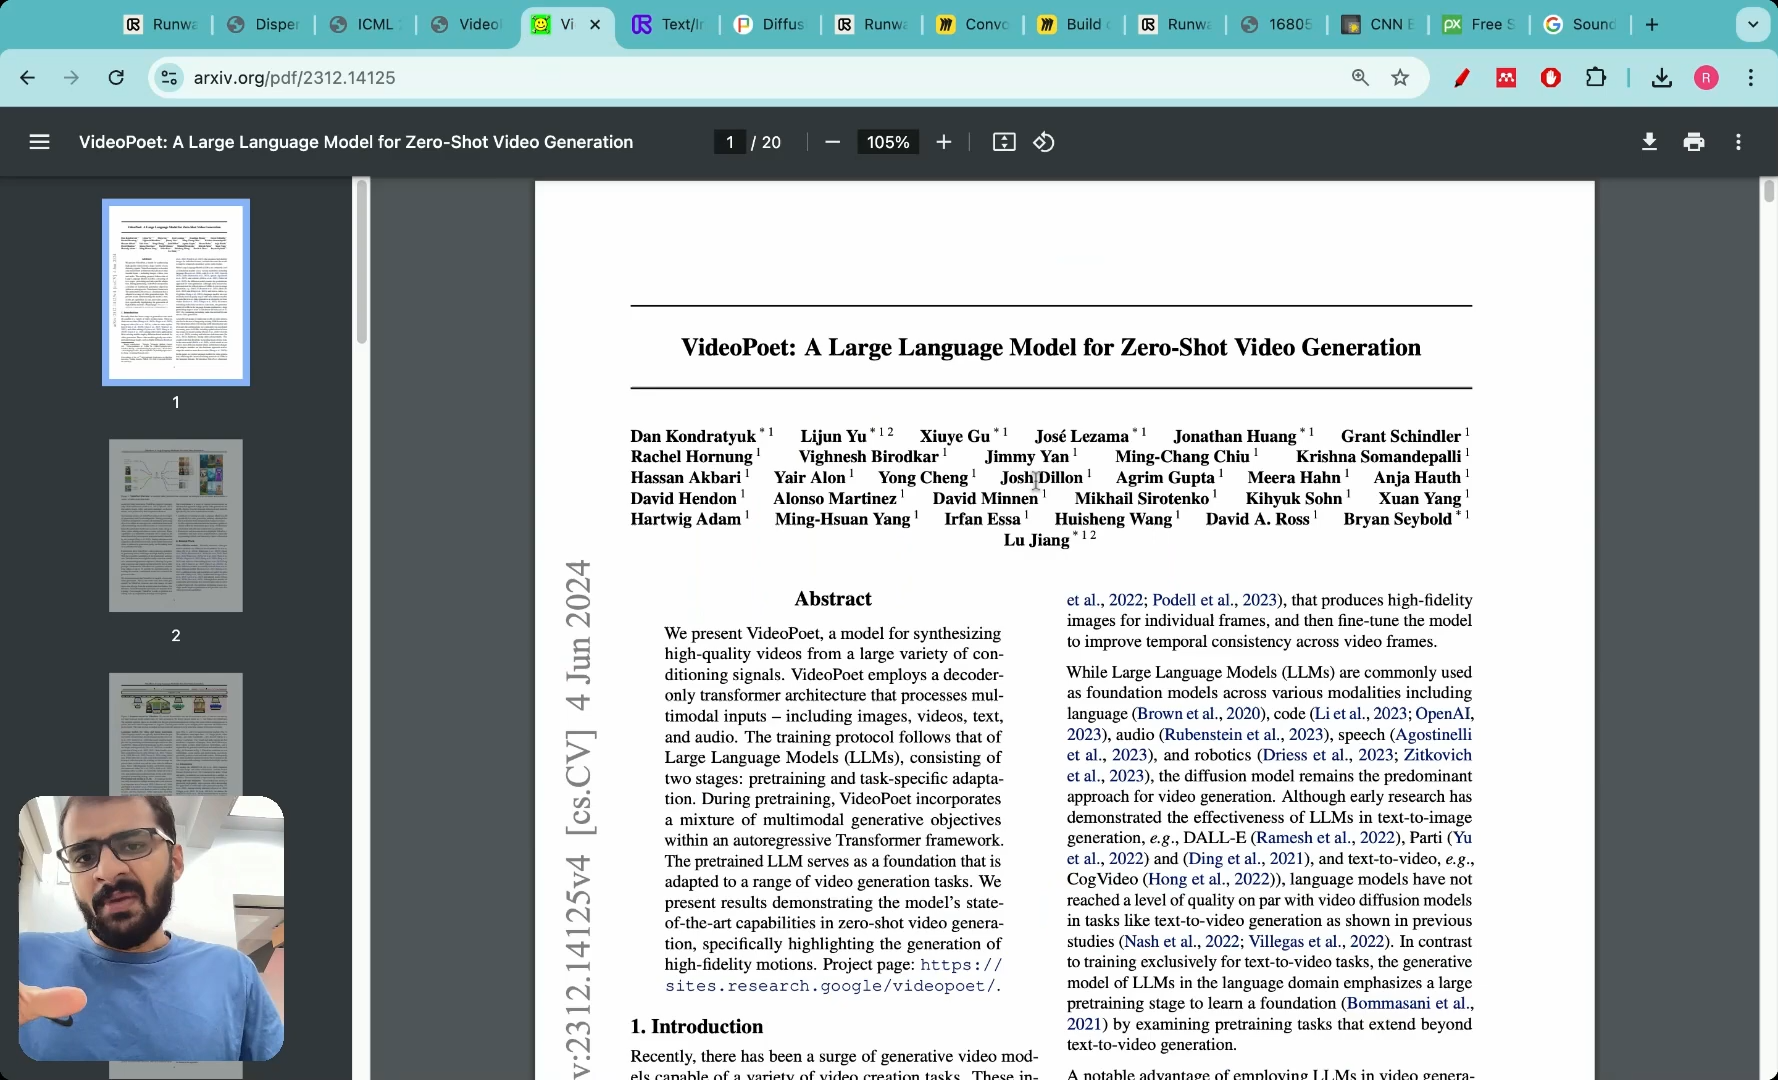 Runwa
Disper
ICML
Video
Vi
Text/Ir
Diffus
Runwa
Convo
Build c
Runwa
16805
CNN E
Free S
Sound
arxiv.org/pdf/2312.14125
R
VideoPoet: A Large Language Model for Zero-Shot Video Generation
1 / 20
105%
1
2
VideoPoet: A Large Language Model for Zero-Shot Video Generation
Dan Kondratyuk * 1 Lijun Yu * 1 2 Xiuye Gu * 1 José Lezama * 1 Jonathan Huang * 1 Grant Schindler 1
Rachel Hornung 1 Vighnesh Birodkar 1 Jimmy Yan 1 Ming-Chang Chiu 1 Krishna Somandepalli 1
Hassan Akbari 1 Yair Alon 1 Yong Cheng 1 Josh Dillon 1 Agrim Gupta 1 Meera Hahn 1 Anja Hauth 1
David Hendon 1 Alonso Martinez 1 David Minnen 1 Mikhail Sirotenko 1 Kihyuk Sohn 1 Xuan Yang 1
Hartwig Adam 1 Ming-Hsuan Yang 1 Irfan Essa 1 Huisheng Wang 1 David A. Ross 1 Bryan Seybold * 1
Lu Jiang * 1 2
v:2312.14125v4 [cs.CV] 4 Jun 2024
Abstract
We present VideoPoet, a model for synthesizing
high-quality videos from a large variety of con-
ditioning signals. VideoPoet employs a decoder-
only transformer architecture that processes mul-
timodal inputs – including images, videos, text,
and audio. The training protocol follows that of
Large Language Models (LLMs), consisting of
two stages: pretraining and task-specific adapta-
tion. During pretraining, VideoPoet incorporates
a mixture of multimodal generative objectives
within an autoregressive Transformer framework.
The pretrained LLM serves as a foundation that is
adapted to a range of video generation tasks. We
present results demonstrating the model's state-
of-the-art capabilities in zero-shot video genera-
tion, specifically highlighting the generation of
high-fidelity motions. Project page: https://
sites.research.google/videopoet/.
1. Introduction
Recently, there has been a surge of generative video mod-
els capable of a variety of video creation tasks. These in-
et al., 2022; Podell et al., 2023), that produces high-fidelity
images for individual frames, and then fine-tune the model
to improve temporal consistency across video frames.
While Large Language Models (LLMs) are commonly used
as foundation models across various modalities including
language (Brown et al., 2020), code (Li et al., 2023; OpenAI,
2023), audio (Rubenstein et al., 2023), speech (Agostinelli
et al., 2023), and robotics (Driess et al., 2023; Zitkovich
et al., 2023), the diffusion model remains the predominant
approach for video generation. Although early research has
demonstrated the effectiveness of LLMs in text-to-image
generation, e.g., DALL-E (Ramesh et al., 2022), Parti (Yu
et al., 2022) and (Ding et al., 2021), and text-to-video, e.g.,
CogVideo (Hong et al., 2022)), language models have not
reached a level of quality on par with video diffusion models
in tasks like text-to-video generation as shown in previous
studies (Nash et al., 2022; Villegas et al., 2022). In contrast
to training exclusively for text-to-video tasks, the generative
model of LLMs in the language domain emphasizes a large
pretraining stage to learn a foundation (Bommasani et al.,
2021) by examining pretraining tasks that extend beyond
text-to-video generation.
A notable advantage of employing LLMs in video genera-